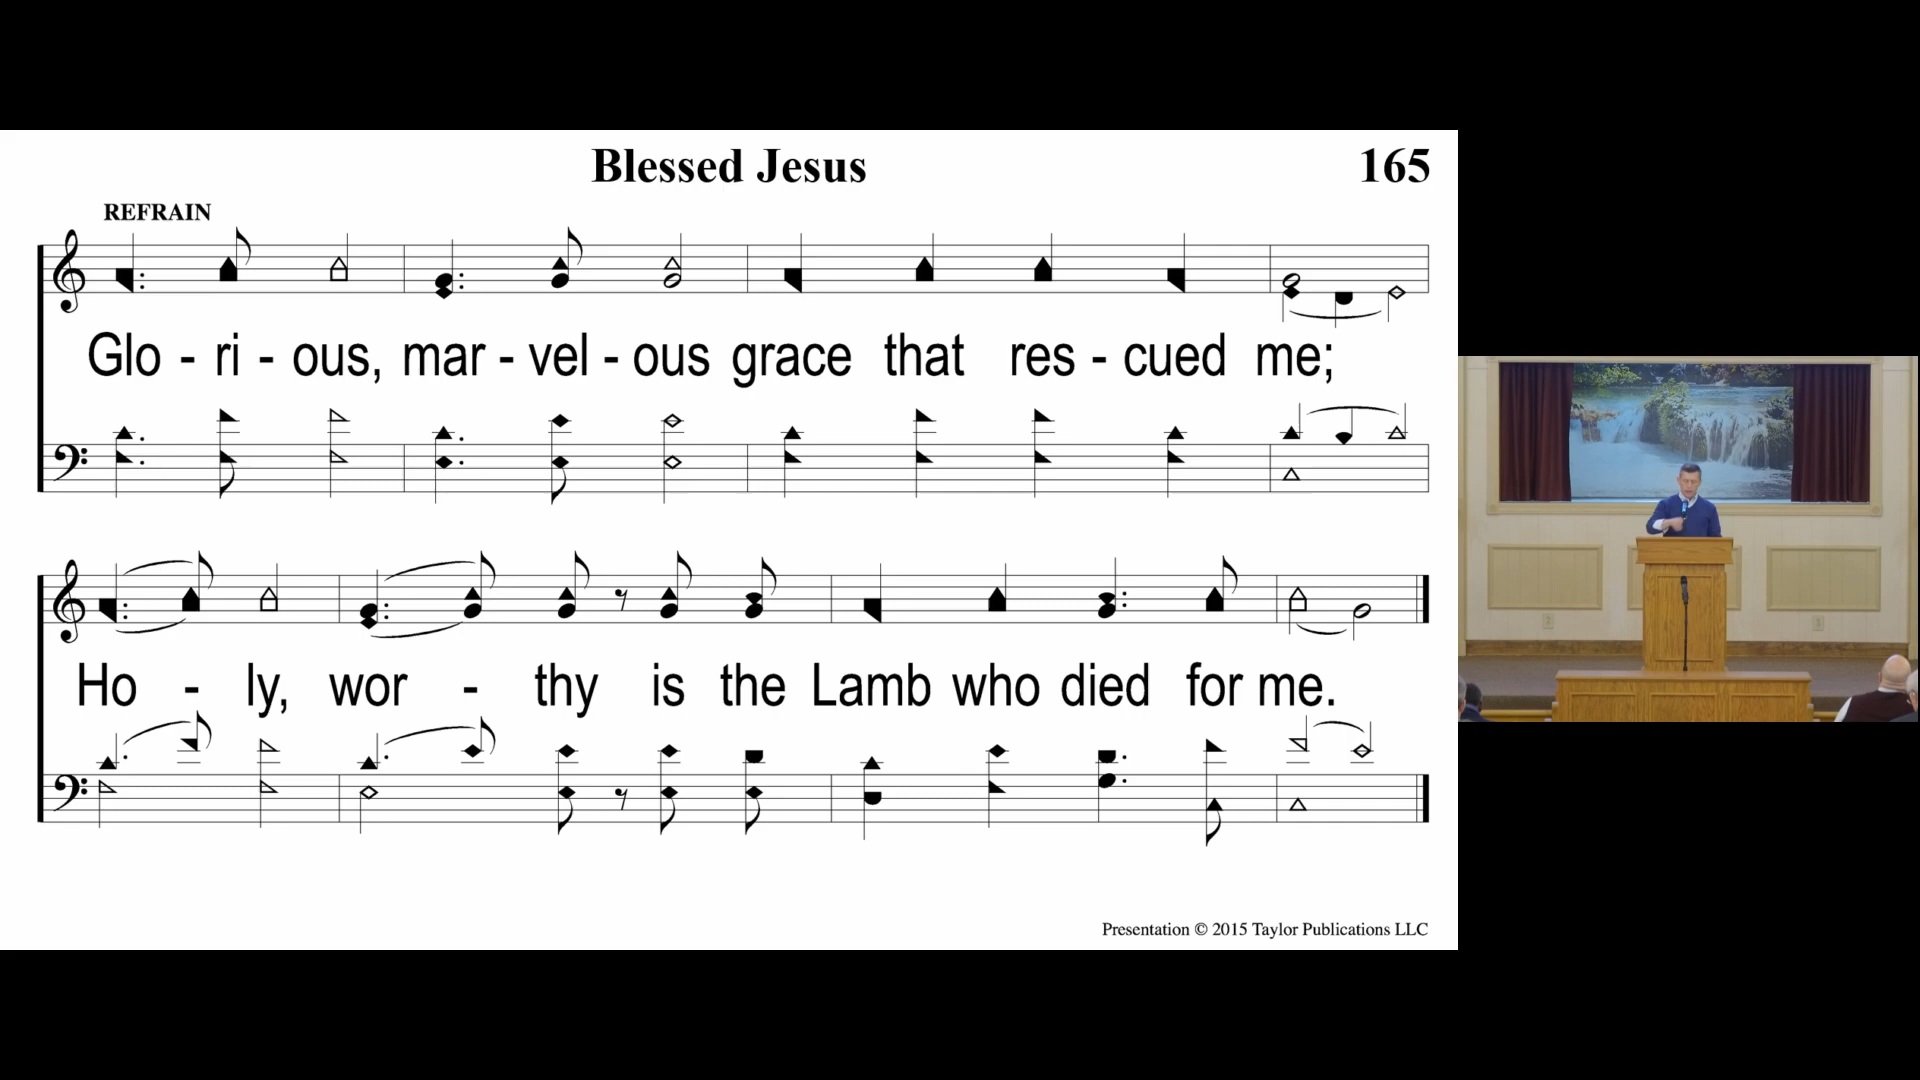 Blessed Jesus
165
REFRAIN
Glo - ri - ous, mar - vel - ous grace that res - cued me;
Ho - ly, wor - thy is the Lamb who died for me.
Presentation © 2015 Taylor Publications LLC